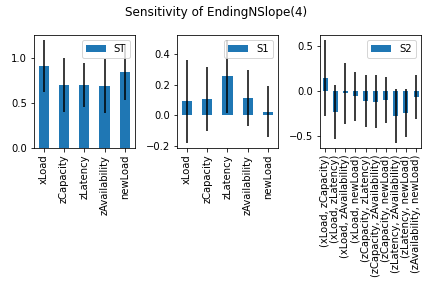 Sensitivity of EndingNSlope(4)
ST
1.0
0.5
0.0
xLoad
zCapacity
zLatency
zAvailability
newLoad
S1
0.4
0.2
0.0
−0.2
xLoad
zCapacity
zLatency
zAvailability
newLoad
S2
0.5
0.0
−0.5
(xLoad, zCapacity)
(xLoad, zLatency)
(xLoad, zAvailability)
(xLoad, newLoad)
(zCapacity, zLatency)
(zCapacity, zAvailability)
(zCapacity, newLoad)
(zLatency, zAvailability)
(zLatency, newLoad)
(zAvailability, newLoad)